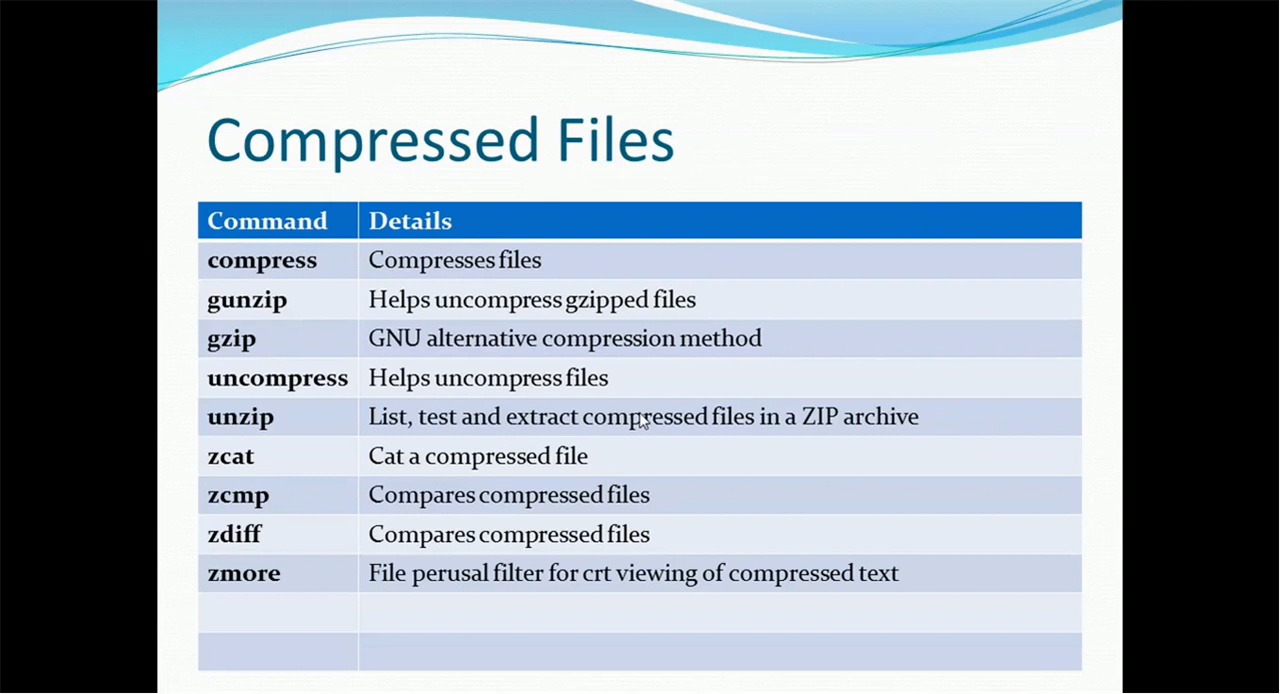 Compressed Files
Command Details
compress Compresses files
gunzip Helps uncompress gzipped files
gzip GNU alternative compression method
uncompress Helps uncompress files
unzip List, test and extract compressed files in a ZIP archive
zcat Cat a compressed file
zcmp Compares compressed files
zdiff Compares compressed files
zmore File perusal filter for crt viewing of compressed text